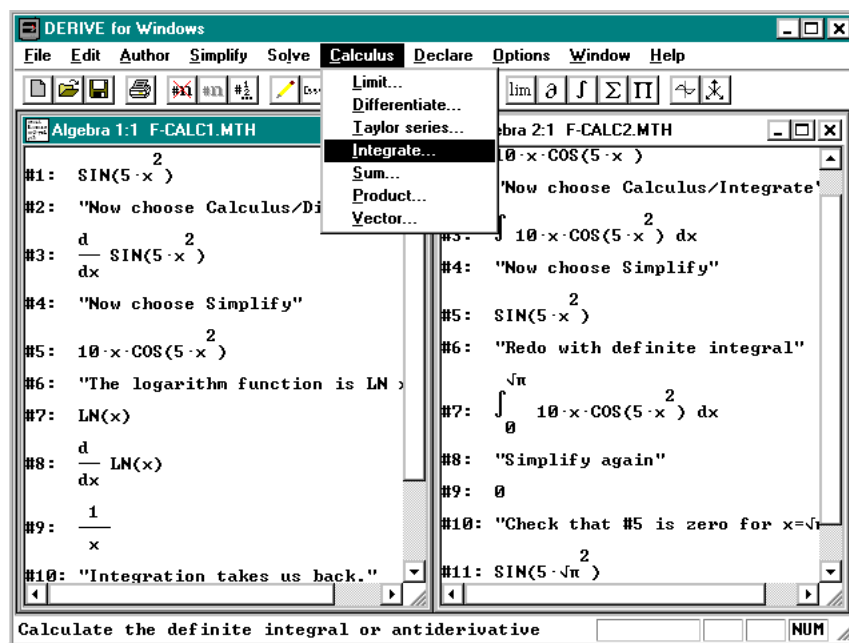 DERIVE for Windows
File Edit Author Simplify Solve Calculus Declare Options Window Help
lim ∂ ∫ Σ Π
Limit...
Differentiate...
Taylor series...
Integrate...
Sum...
Product...
Vector...
Algebra 1:1 F-CALC1.MTH
#1: SIN(5·x²)
#2: "Now choose Calculus/Di
#3: d/dx SIN(5·x²)
#4: "Now choose Simplify"
#5: 10·x·COS(5·x²)
#6: "The logarithm function is LN x
#7: LN(x)
#8: d/dx LN(x)
#9: 1/x
#10: "Integration takes us back."
ebra 2:1 F-CALC2.MTH
10·x·COS(5·x )
"Now choose Calculus/Integrate"
#3: ∫ 10·x·COS(5·x²) dx
#4: "Now choose Simplify"
#5: SIN(5·x²)
#6: "Redo with definite integral"
#7: ∫₀^√π 10·x·COS(5·x²) dx
#8: "Simplify again"
#9: 0
#10: "Check that #5 is zero for x=√π
#11: SIN(5·√π²)
Calculate the definite integral or antiderivative
NUM